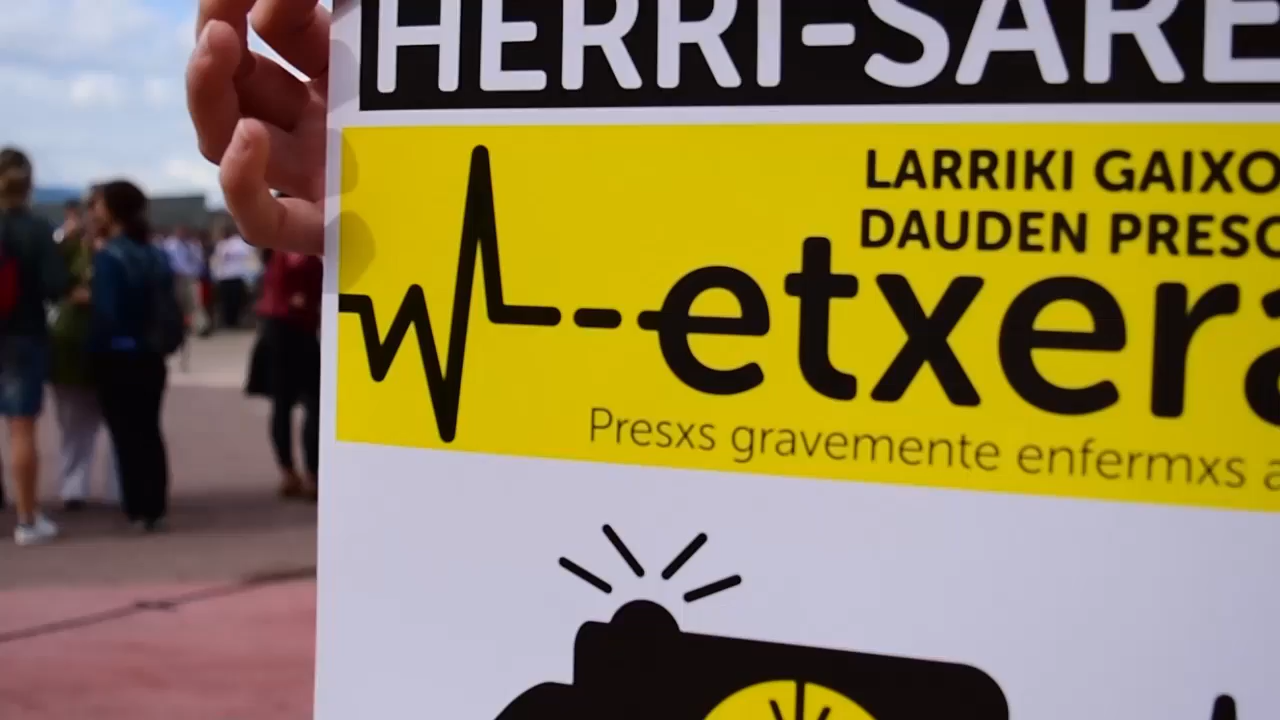 HERRI-SARE
LARRIKI GAIXO
DAUDEN PRESO
etxera
Presxs gravemente enfermxs a